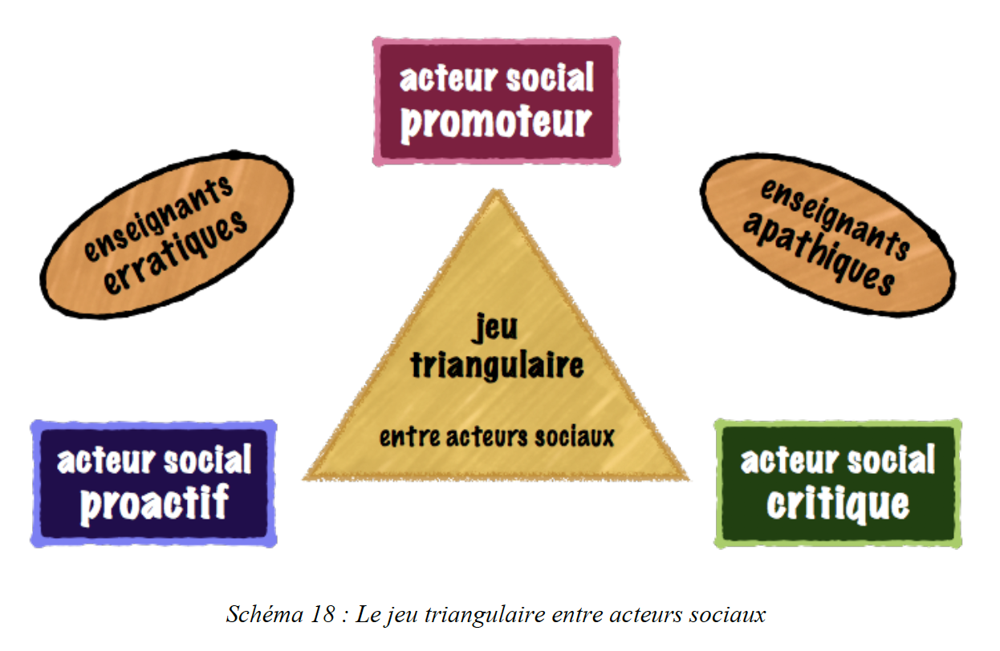 acteur social
promoteur
enseignants
erratiques
enseignants
apathiques
jeu
triangulaire
entre acteurs sociaux
acteur social
proactif
acteur social
critique
Schéma 18 : Le jeu triangulaire entre acteurs sociaux